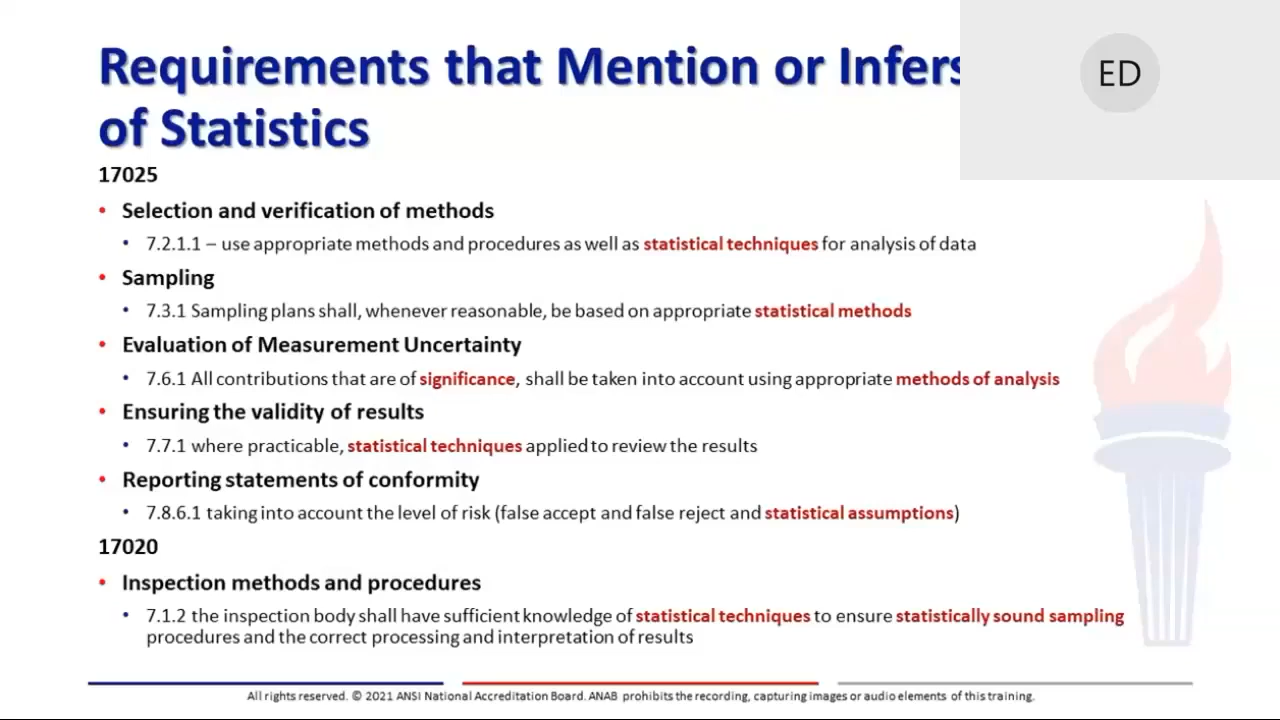 Requirements that Mention or Infers
of Statistics
ED
17025
• Selection and verification of methods
• 7.2.1.1 – use appropriate methods and procedures as well as statistical techniques for analysis of data
• Sampling
• 7.3.1 Sampling plans shall, whenever reasonable, be based on appropriate statistical methods
• Evaluation of Measurement Uncertainty
• 7.6.1 All contributions that are of significance, shall be taken into account using appropriate methods of analysis
• Ensuring the validity of results
• 7.7.1 where practicable, statistical techniques applied to review the results
• Reporting statements of conformity
• 7.8.6.1 taking into account the level of risk (false accept and false reject and statistical assumptions)
17020
• Inspection methods and procedures
• 7.1.2 the inspection body shall have sufficient knowledge of statistical techniques to ensure statistically sound sampling
procedures and the correct processing and interpretation of results
All rights reserved. © 2021 ANSI National Accreditation Board. ANAB prohibits the recording, capturing images or audio elements of this training.